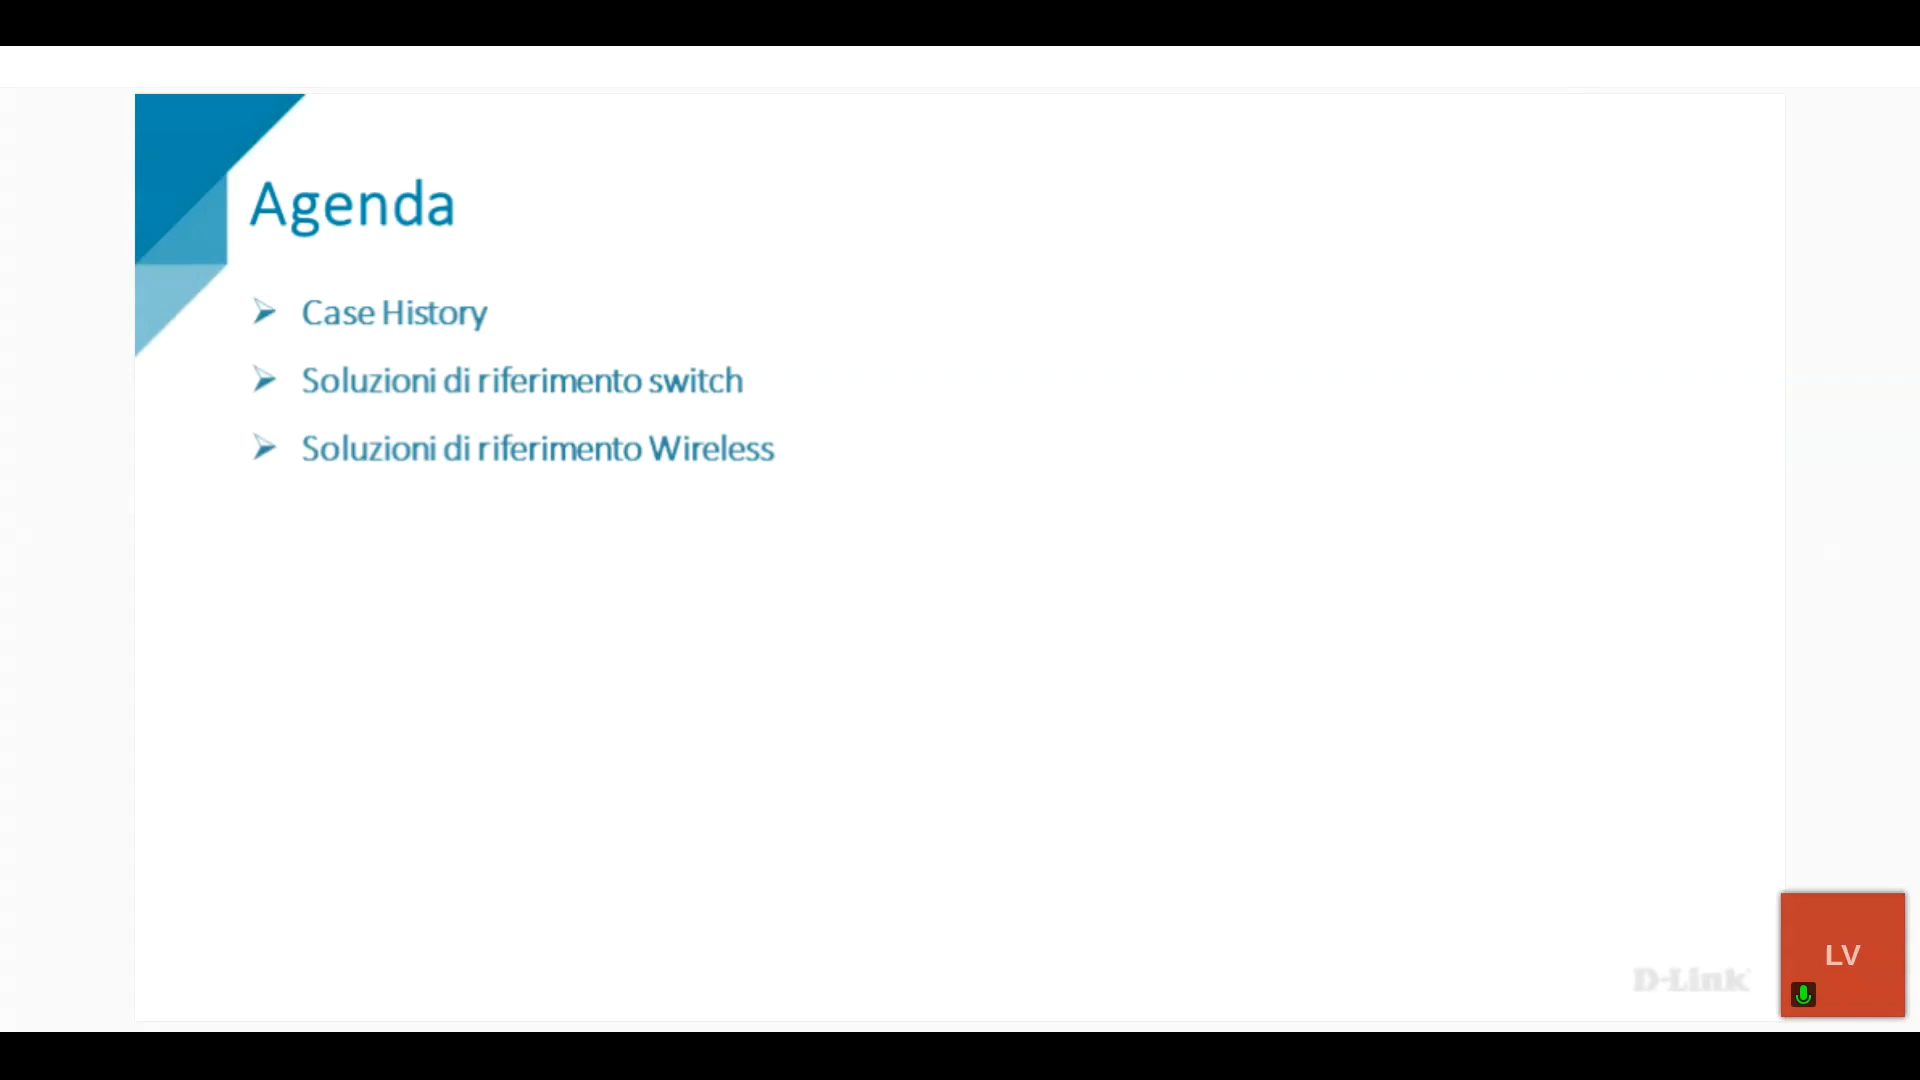 Agenda
Case History
Soluzioni di riferimento switch
Soluzioni di riferimento Wireless
D-Link
LV